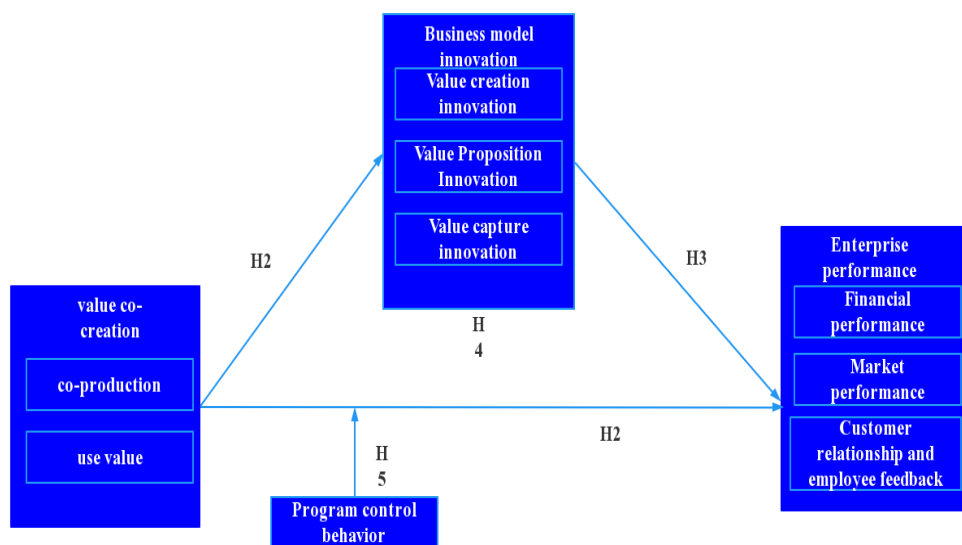 Business model
innovation
Value creation
innovation
Value Proposition
Innovation
Value capture
innovation
H2
H3
Enterprise
performance
Financial
performance
Market
performance
Customer
relationship and
employee feedback
value co-
creation
co-production
use value
H
4
H2
H
5
Program control
behavior